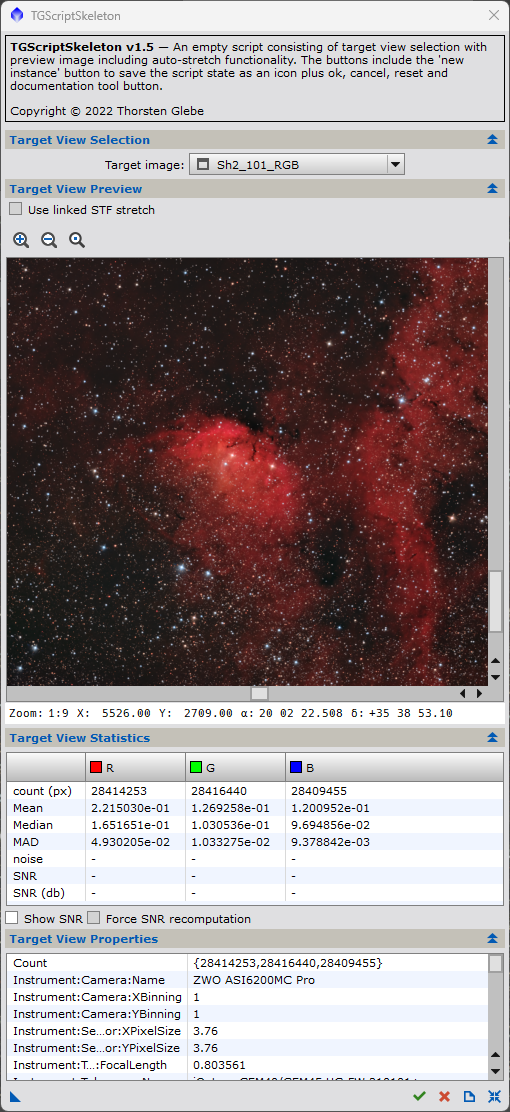 TGScriptSkeleton
TGScriptSkeleton v1.5 — An empty script consisting of target view selection with
preview image including auto-stretch functionality. The buttons include the 'new
instance' button to save the script state as an icon plus ok, cancel, reset and
documentation tool button.
Copyright © 2022 Thorsten Glebe
Target View Selection
Target image: Sh2_101_RGB
Target View Preview
Use linked STF stretch
Zoom: 1:9 X: 5526.00 Y: 2709.00 α: 20 02 22.508 δ: +35 38 53.10
Target View Statistics
R G B
count (px) 28414253 28416440 28409455
Mean 2.215030e-01 1.269258e-01 1.200952e-01
Median 1.651651e-01 1.030536e-01 9.694856e-02
MAD 4.930205e-02 1.033275e-02 9.378842e-03
noise - - -
SNR - - -
SNR (db) - - -
Show SNR Force SNR recomputation
Target View Properties
Count {28414253,28416440,28409455}
Instrument:Camera:Name ZWO ASI6200MC Pro
Instrument:Camera:XBinning 1
Instrument:Camera:YBinning 1
Instrument:Se...or:XPixelSize 3.76
Instrument:Se...or:YPixelSize 3.76
Instrument:T...:FocalLength 0.803561